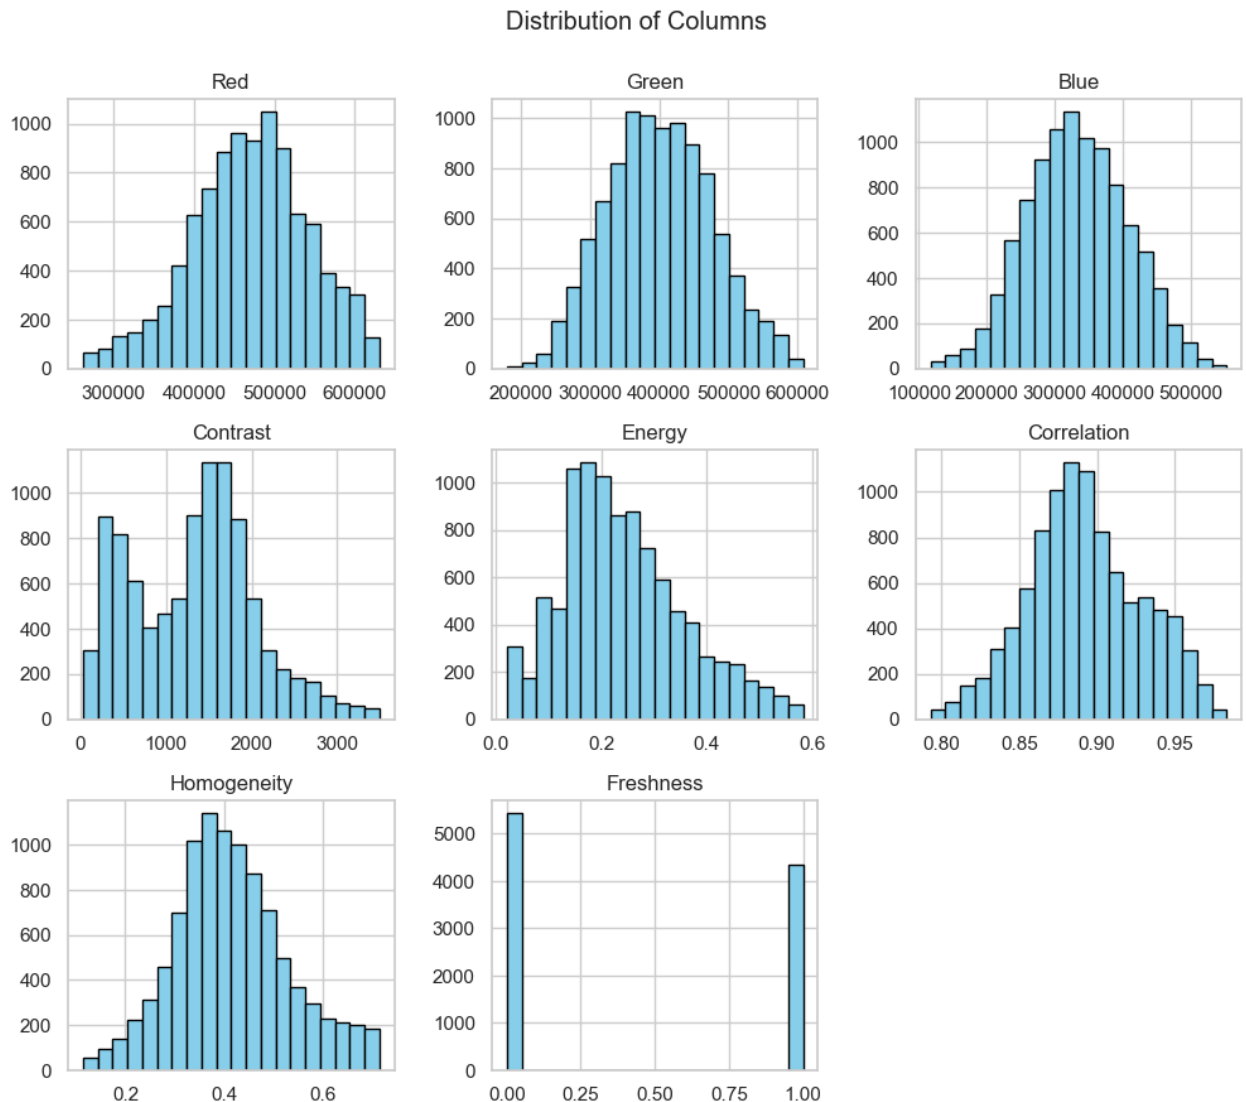 Distribution of Columns
Red
Green
Blue
1000
800
600
400
200
0
300000 400000 500000 600000
1000
800
600
400
200
0
200000 300000 400000 500000 600000
1000
800
600
400
200
0
100000 200000 300000 400000 500000
Contrast
Energy
Correlation
1000
800
600
400
200
0
0 1000 2000 3000
1000
800
600
400
200
0
0.0 0.2 0.4 0.6
1000
800
600
400
200
0
0.80 0.85 0.90 0.95
Homogeneity
Freshness
1000
800
600
400
200
0
0.2 0.4 0.6
5000
4000
3000
2000
1000
0
0.00 0.25 0.50 0.75 1.00